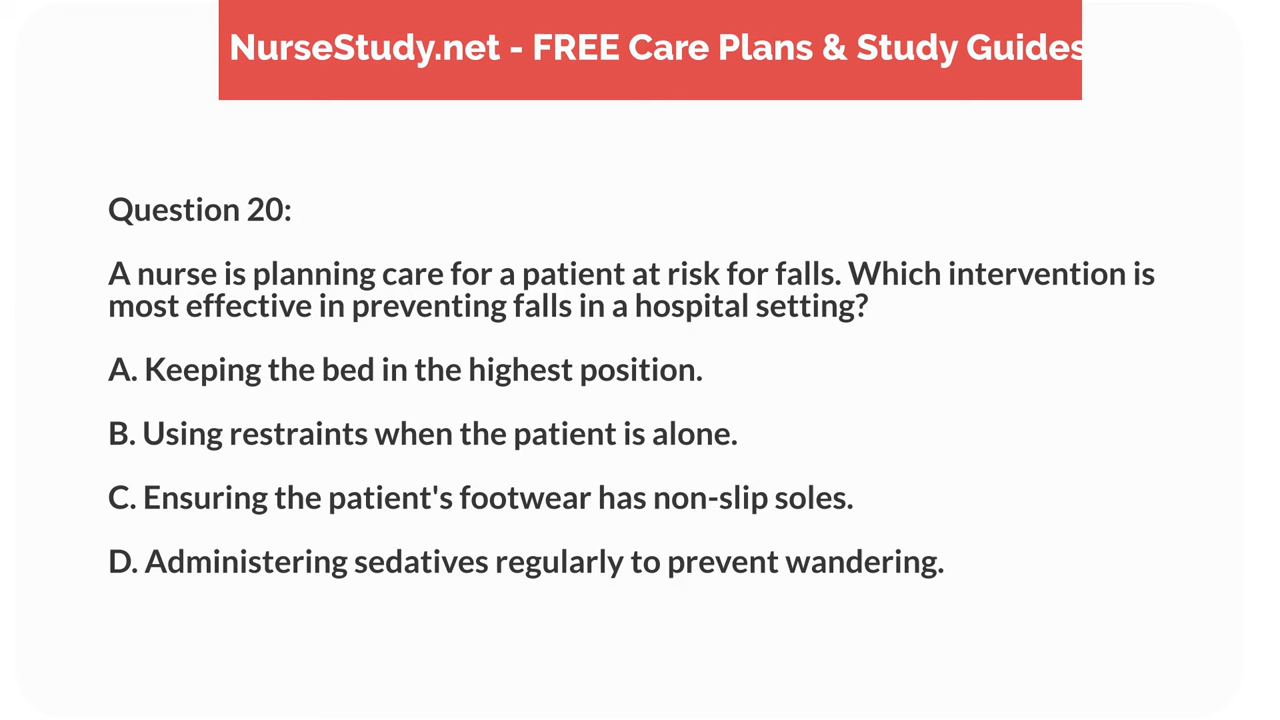 NurseStudy.net - FREE Care Plans & Study Guides
Question 20:
A nurse is planning care for a patient at risk for falls. Which intervention is
most effective in preventing falls in a hospital setting?
A. Keeping the bed in the highest position.
B. Using restraints when the patient is alone.
C. Ensuring the patient's footwear has non-slip soles.
D. Administering sedatives regularly to prevent wandering.